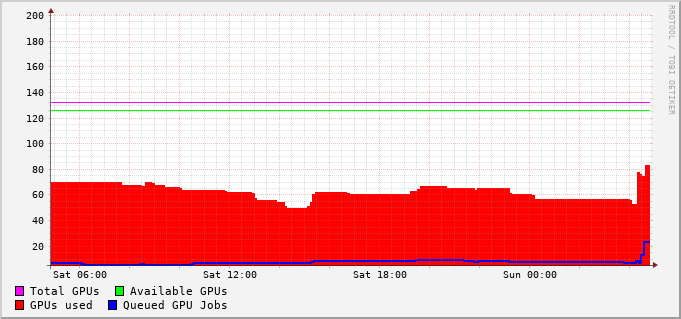 200
180
160
140
120
100
80
60
40
20
Sat 06:00 Sat 12:00 Sat 18:00 Sun 00:00
Total GPUs Available GPUs
GPUs used Queued GPU Jobs
RRDTOOL / TOBI OETIKER